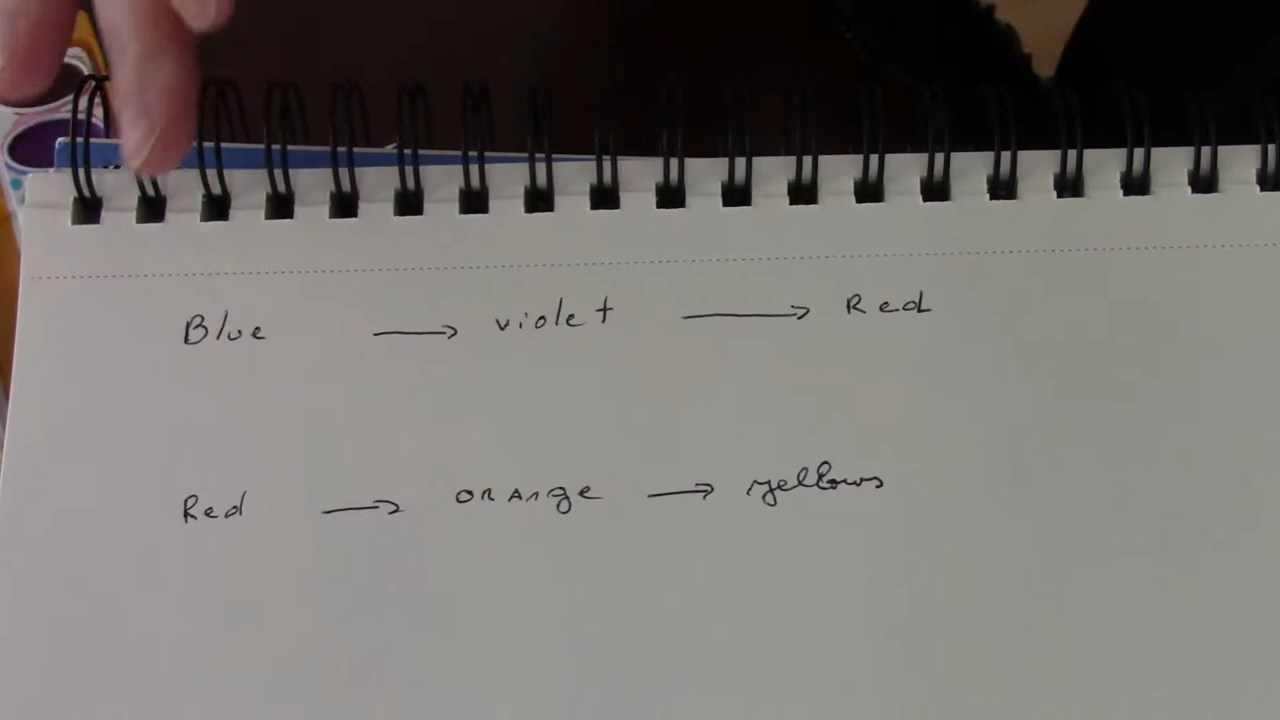 Blue → violet → Red
Red → orange → yellows